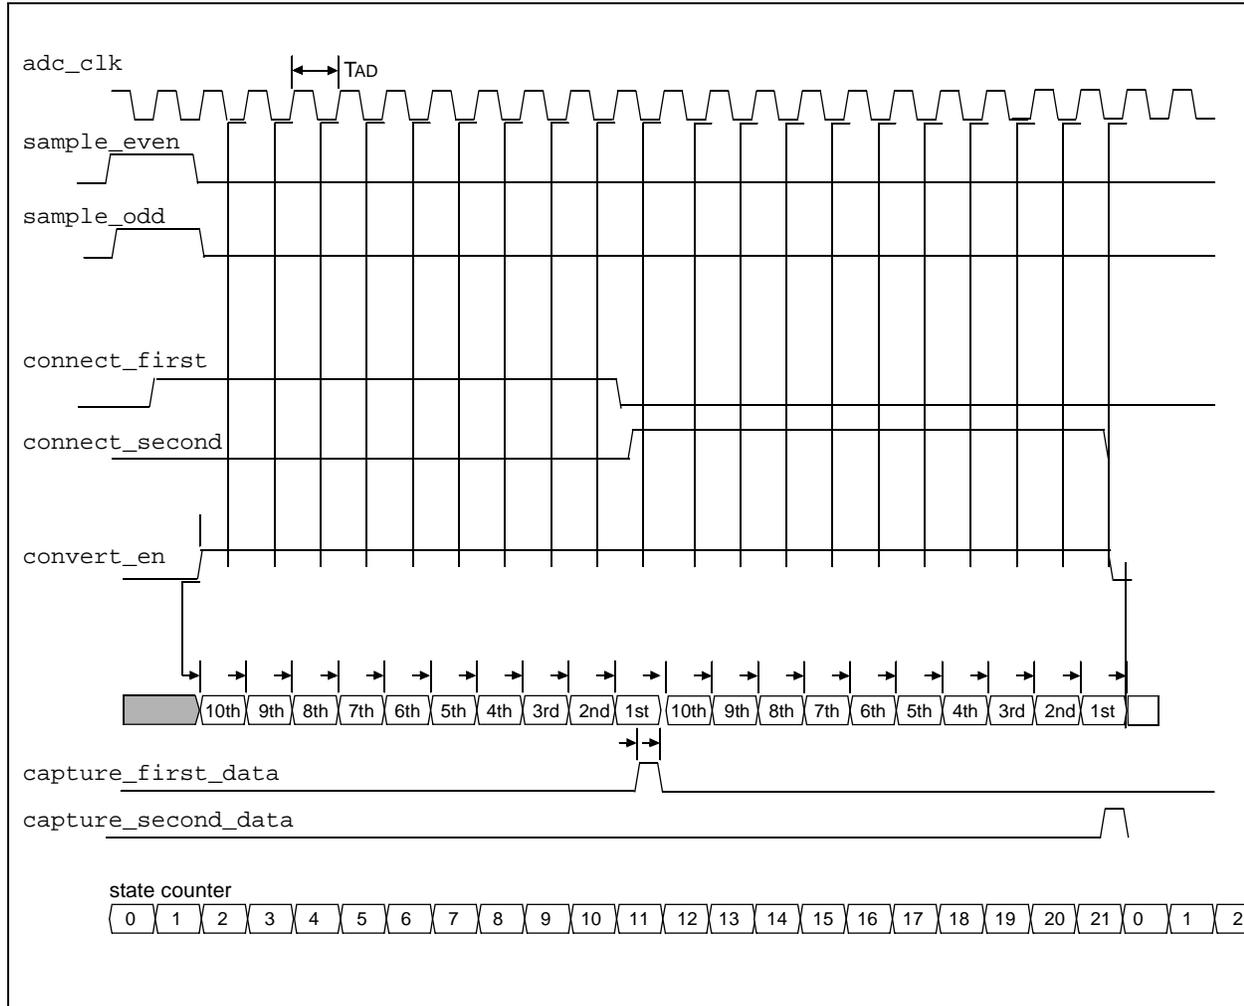 adc_clk
TAD
sample_even
sample_odd
connect_first
connect_second
convert_en
10th 9th 8th 7th 6th 5th 4th 3rd 2nd 1st 10th 9th 8th 7th 6th 5th 4th 3rd 2nd 1st
capture_first_data
capture_second_data
state counter
0 1 2 3 4 5 6 7 8 9 10 11 12 13 14 15 16 17 18 19 20 21 0 1 2